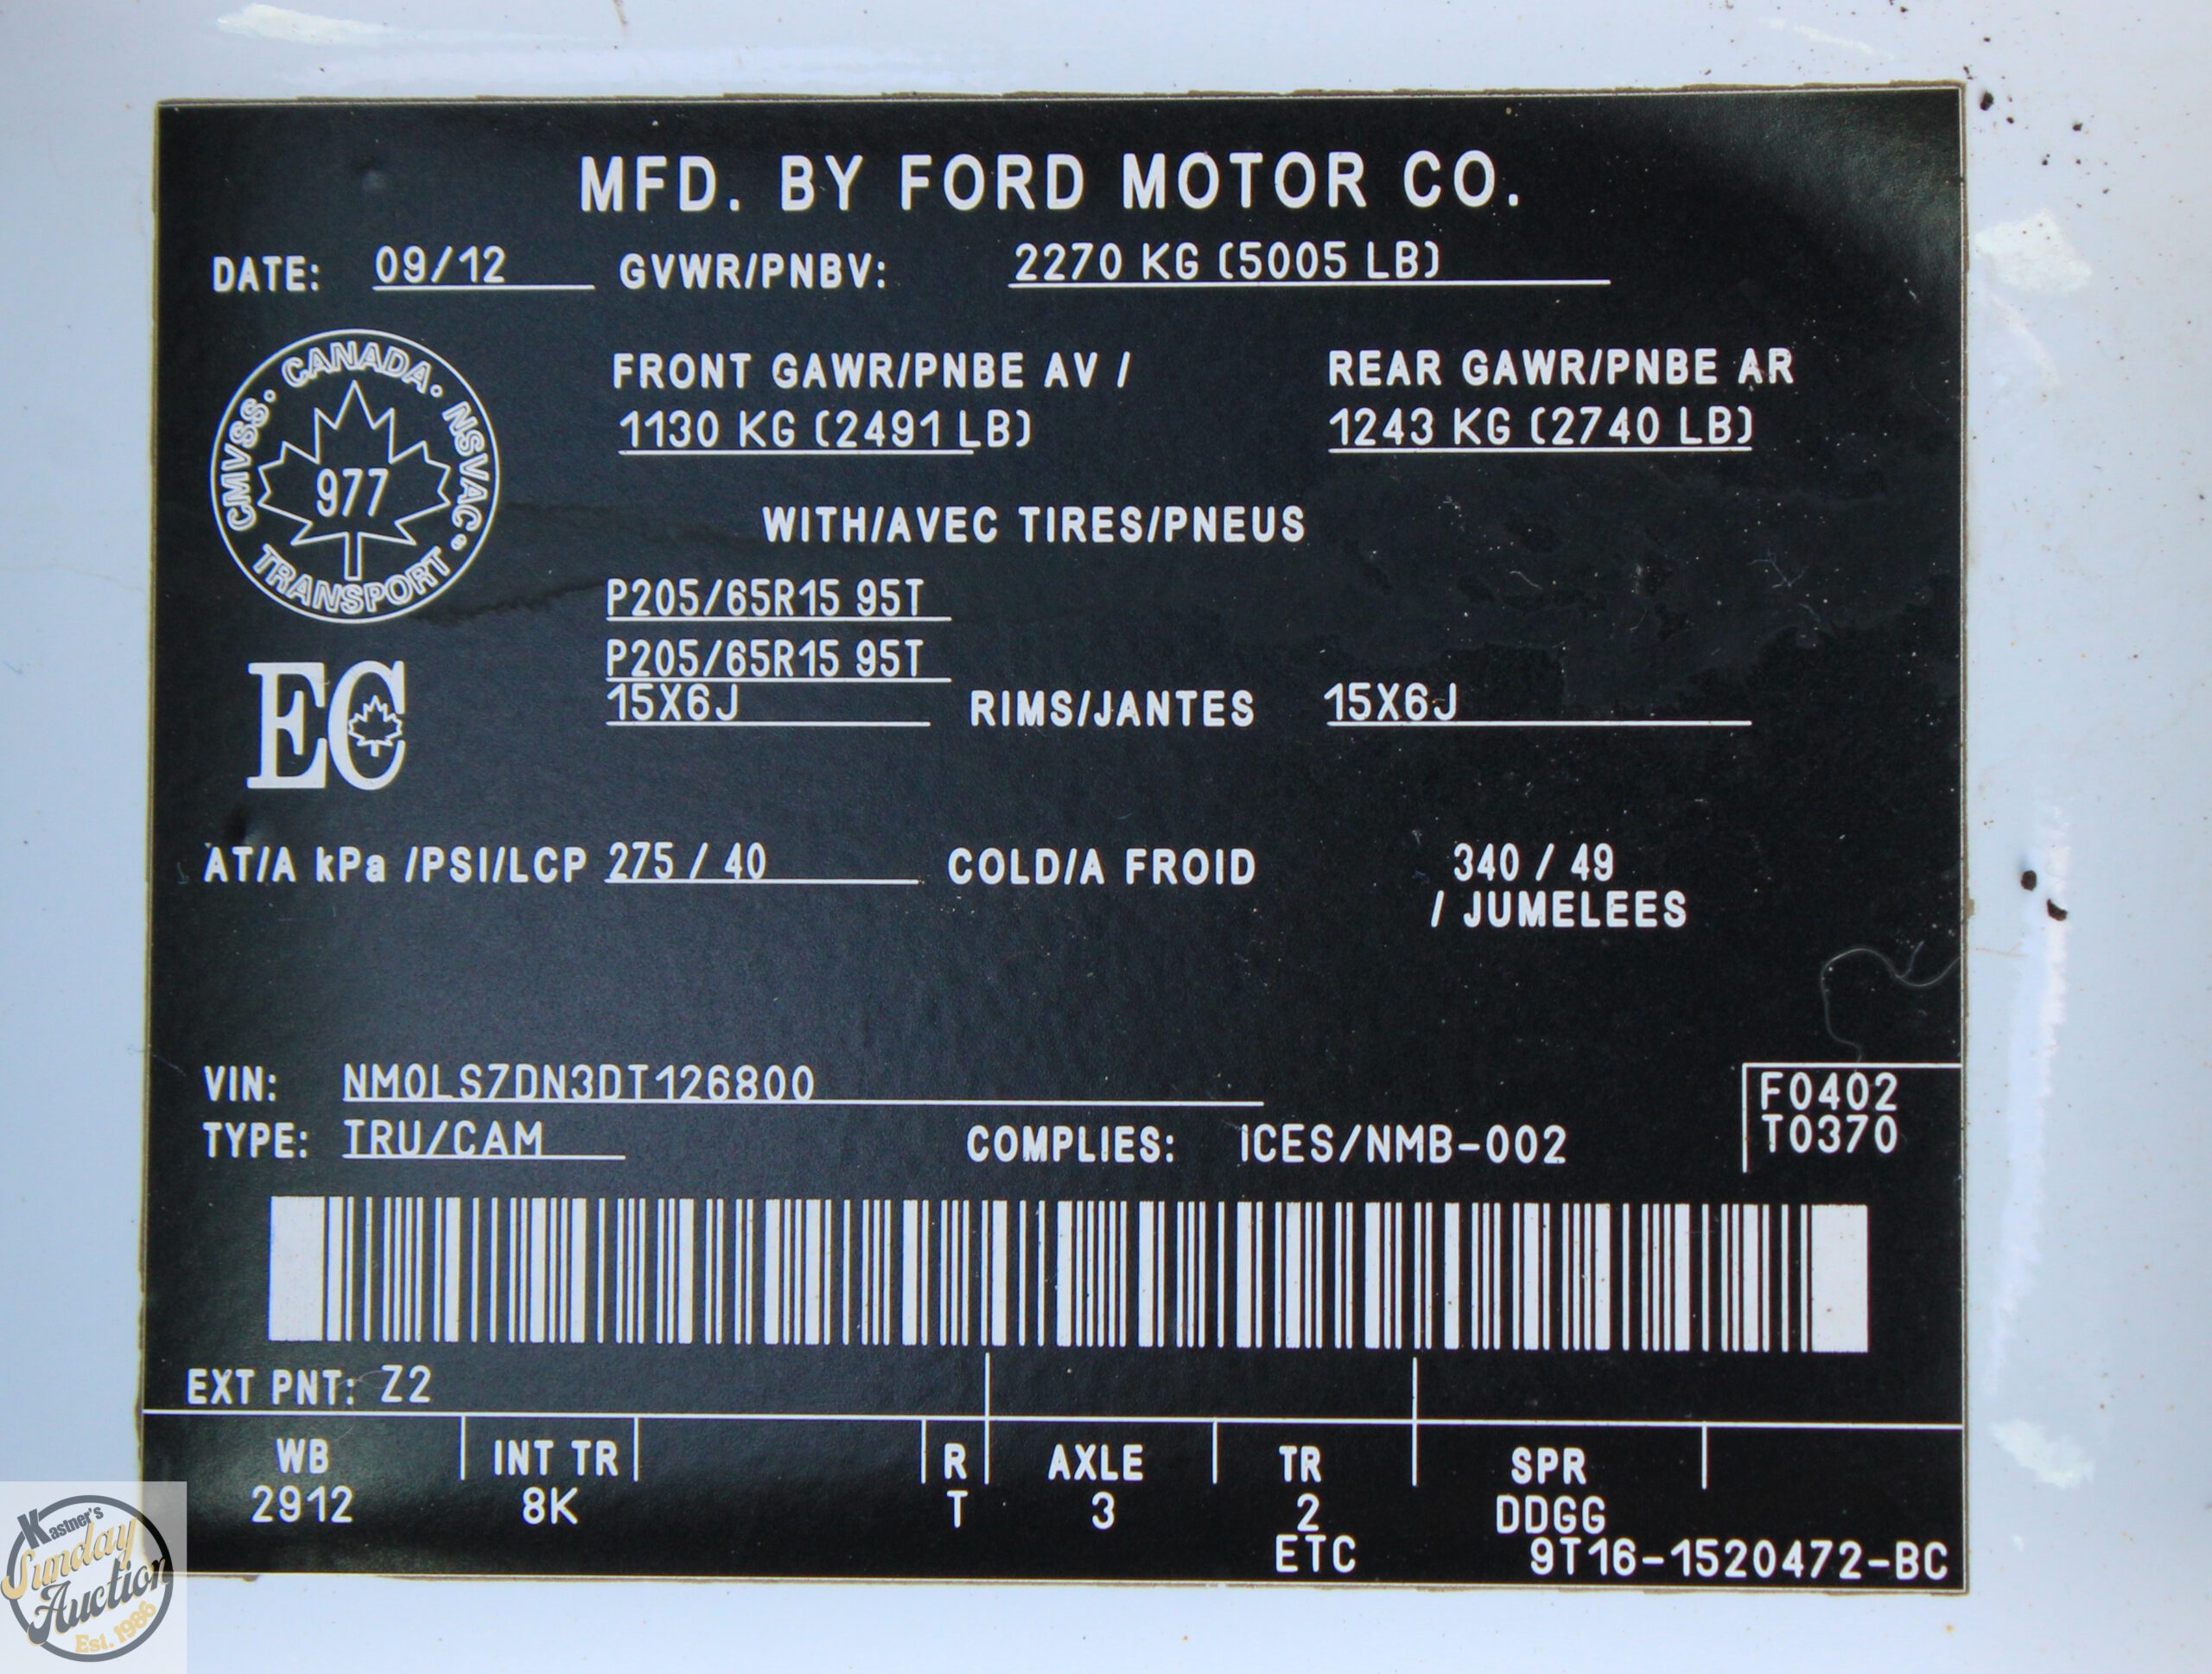 MFD. BY FORD MOTOR CO.
DATE: 09/12 GVWR/PNBV: 2270 KG (5005 LB)
CANADA · NSVAC · TRANSPORT CMVSS ·
977
FRONT GAWR/PNBE AV / REAR GAWR/PNBE AR
1130 KG (2491 LB) 1243 KG (2740 LB)
WITH/AVEC TIRES/PNEUS
P205/65R15 95T
P205/65R15 95T
EC
15X6J RIMS/JANTES 15X6J
AT/A kPa /PSI/LCP 275 / 40 COLD/A FROID 340 / 49
/ JUMELEES
VIN: NM0LS7DN3DT126800
F0402
T0370
TYPE: TRU/CAM COMPLIES: ICES/NMB-002
EXT PNT: Z2
WB INT TR R AXLE TR SPR
2912 8K T 3 2 DDGG
ETC 9T16-1520472-BC
Kastner's
Sunday
Auction
Est. 1986